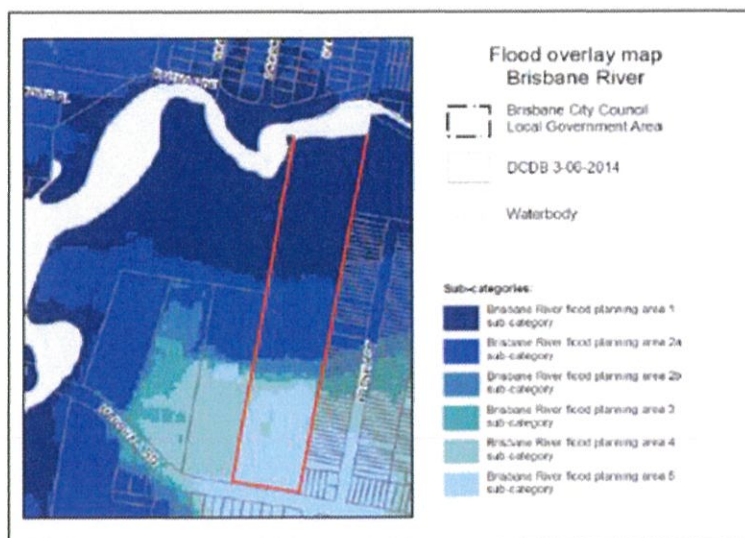 Flood overlay map
Brisbane River
Brisbane City Council
Local Government Area
DCDB 3-06-2014
Waterbody
Sub-categories:
Brisbane River flood planning area 1
sub-category
Brisbane River flood planning area 2a
sub-category
Brisbane River flood planning area 2b
sub-category
Brisbane River flood planning area 3
sub-category
Brisbane River flood planning area 4
sub-category
Brisbane River flood planning area 5
sub-category